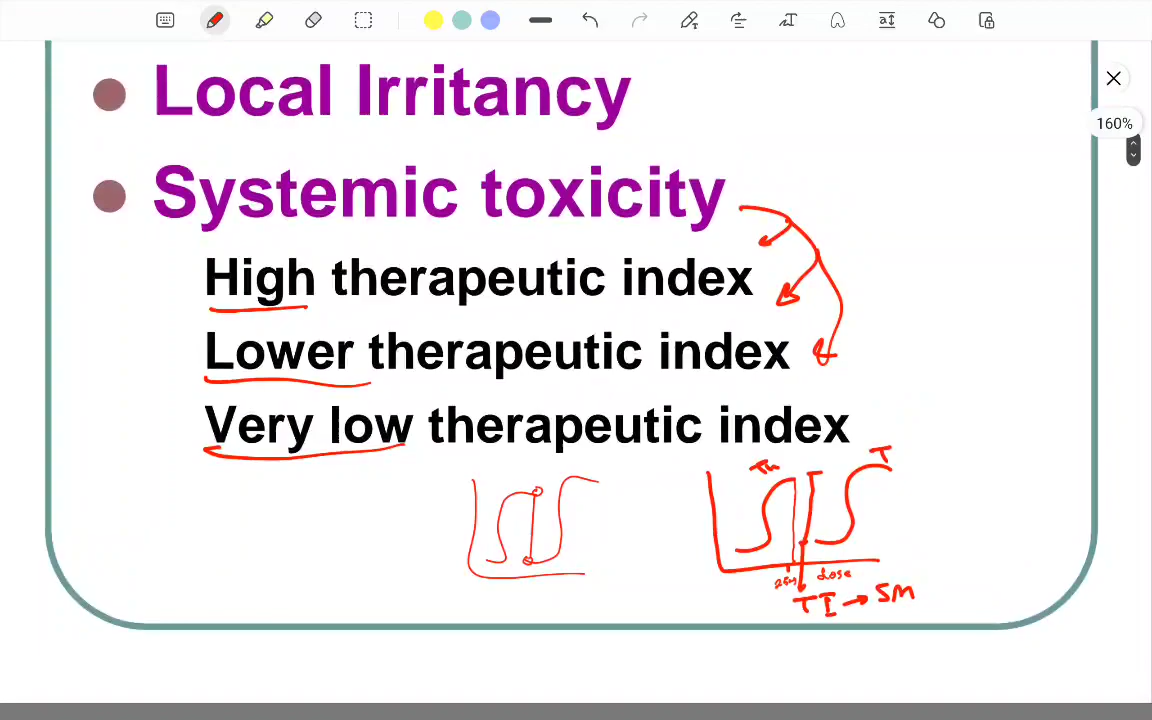 160%
Local Irritancy
Systemic toxicity
High therapeutic index
Lower therapeutic index
Very low therapeutic index
Th T
dose
TI → SM